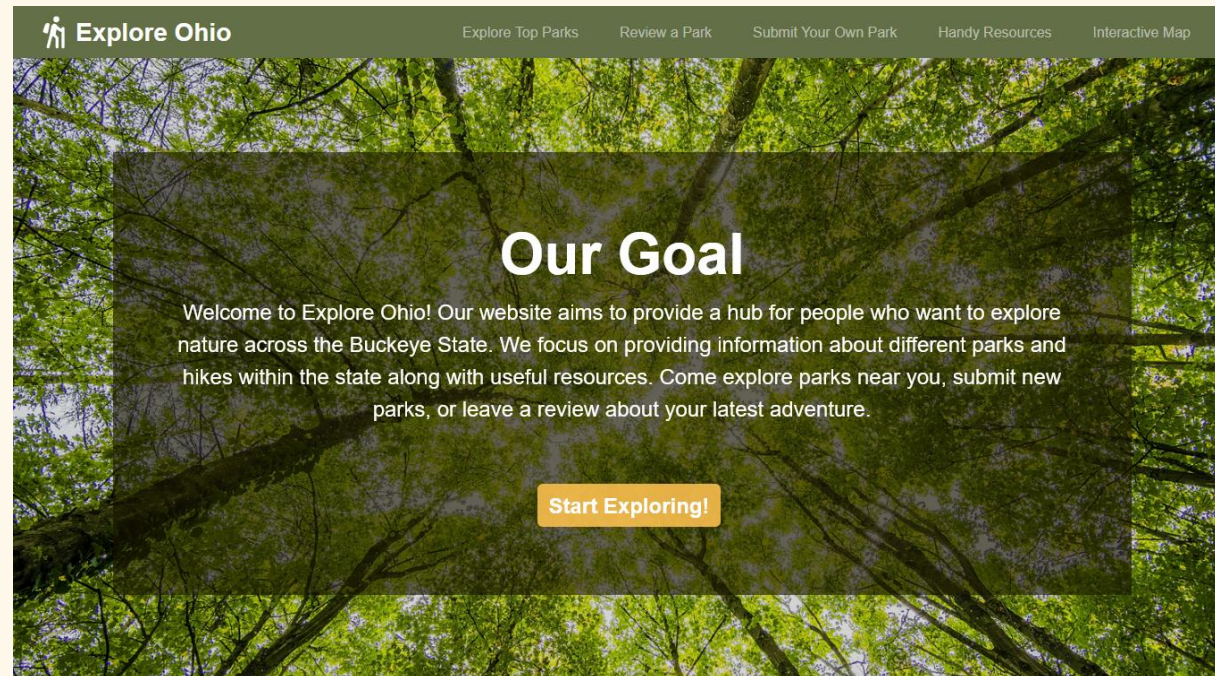 Explore Ohio
Explore Top Parks
Review a Park
Submit Your Own Park
Handy Resources
Interactive Map
Our Goal
Welcome to Explore Ohio! Our website aims to provide a hub for people who want to explore
nature across the Buckeye State. We focus on providing information about different parks and
hikes within the state along with useful resources. Come explore parks near you, submit new
parks, or leave a review about your latest adventure.
Start Exploring!